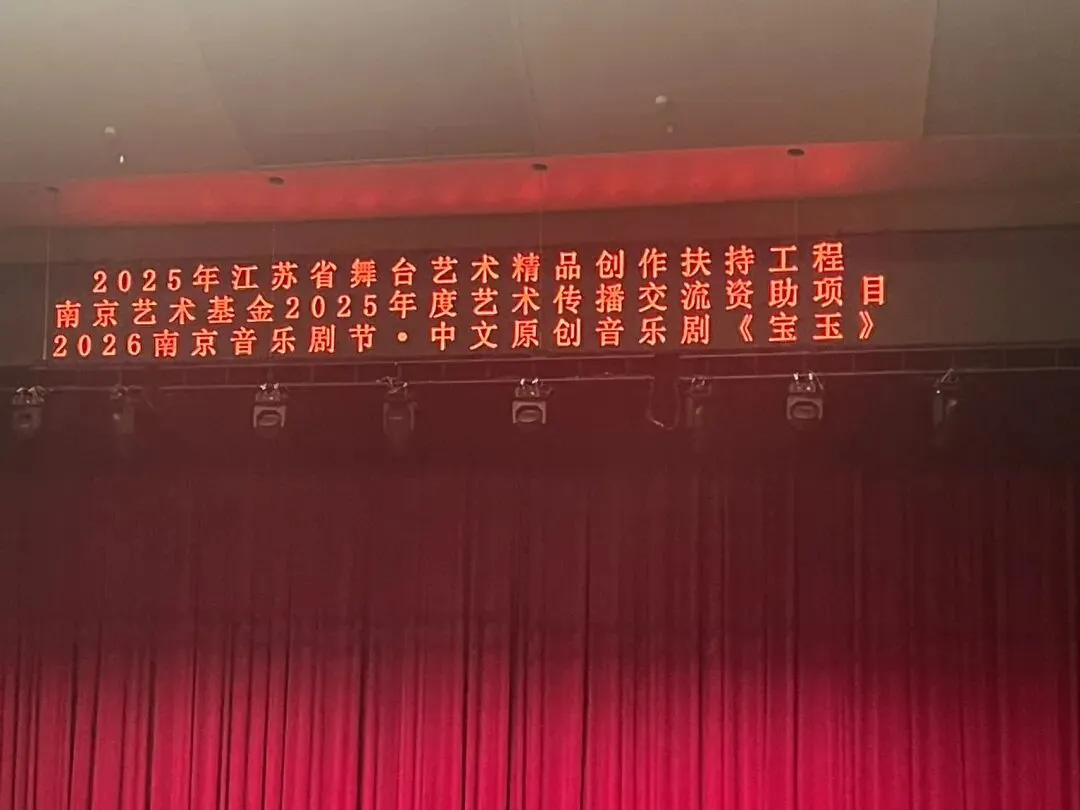 2025年江苏省舞台艺术精品创作扶持工程
南京艺术基金2025年度艺术传播交流资助项目
2026南京音乐剧节·中文原创音乐剧《宝玉》